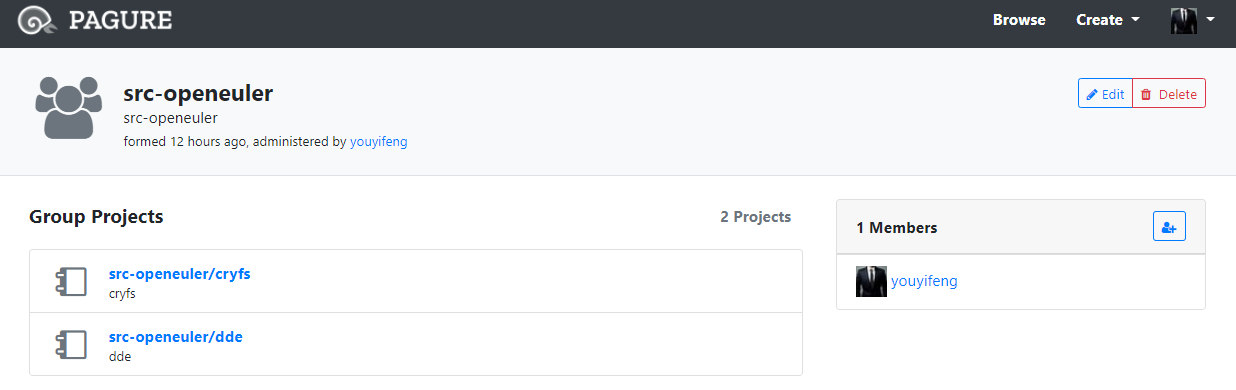 PAGURE
Browse Create
src-openeuler
Edit Delete
src-openeuler
formed 12 hours ago, administered by youyifeng
Group Projects
2 Projects
src-openeuler/cryfs
cryfs
src-openeuler/dde
dde
1 Members
youyifeng